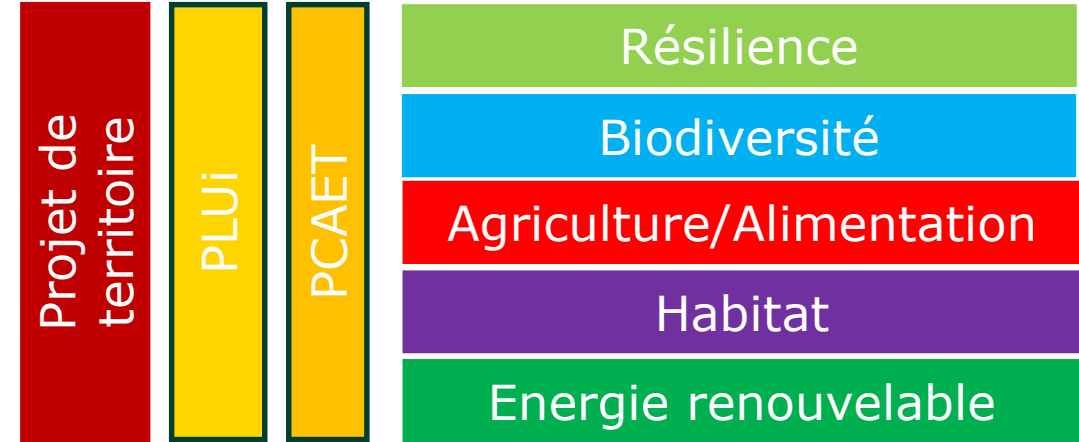 Projet de
territoire
PLUi
PCAET
Résilience
Biodiversité
Agriculture/Alimentation
Habitat
Energie renouvelable